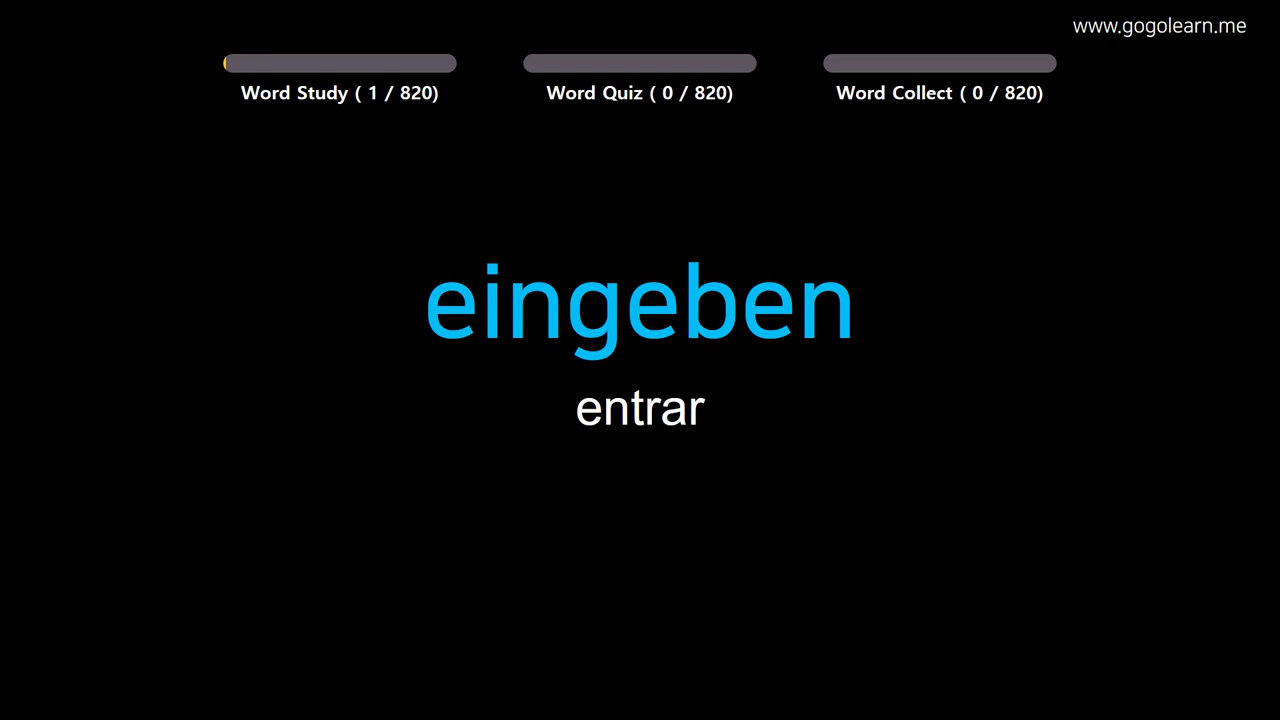 www.gogolearn.me
Word Study ( 1 / 820)
Word Quiz ( 0 / 820)
Word Collect ( 0 / 820)
eingeben
entrar